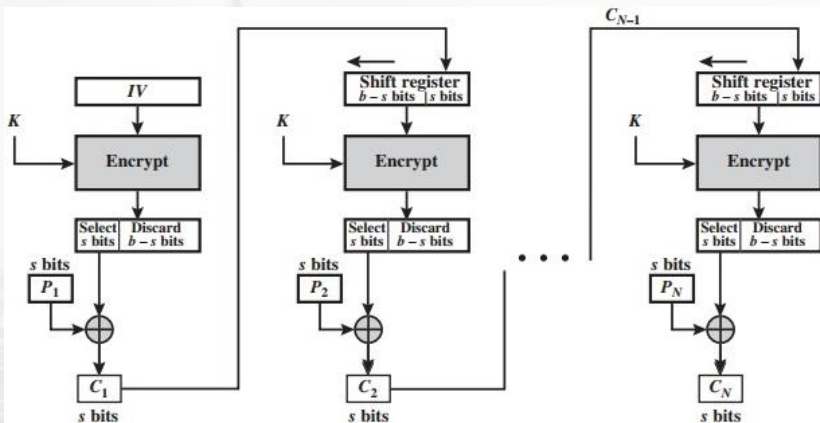 C_{N-1}
IV
Shift register
b – s bits | s bits
Shift register
b – s bits | s bits
K
K
K
Encrypt
Encrypt
Encrypt
Select
s bits
Discard
b – s bits
Select
s bits
Discard
b – s bits
Select
s bits
Discard
b – s bits
s bits
P_1
s bits
P_2
• • •
s bits
P_N
C_1
s bits
C_2
s bits
C_N
s bits